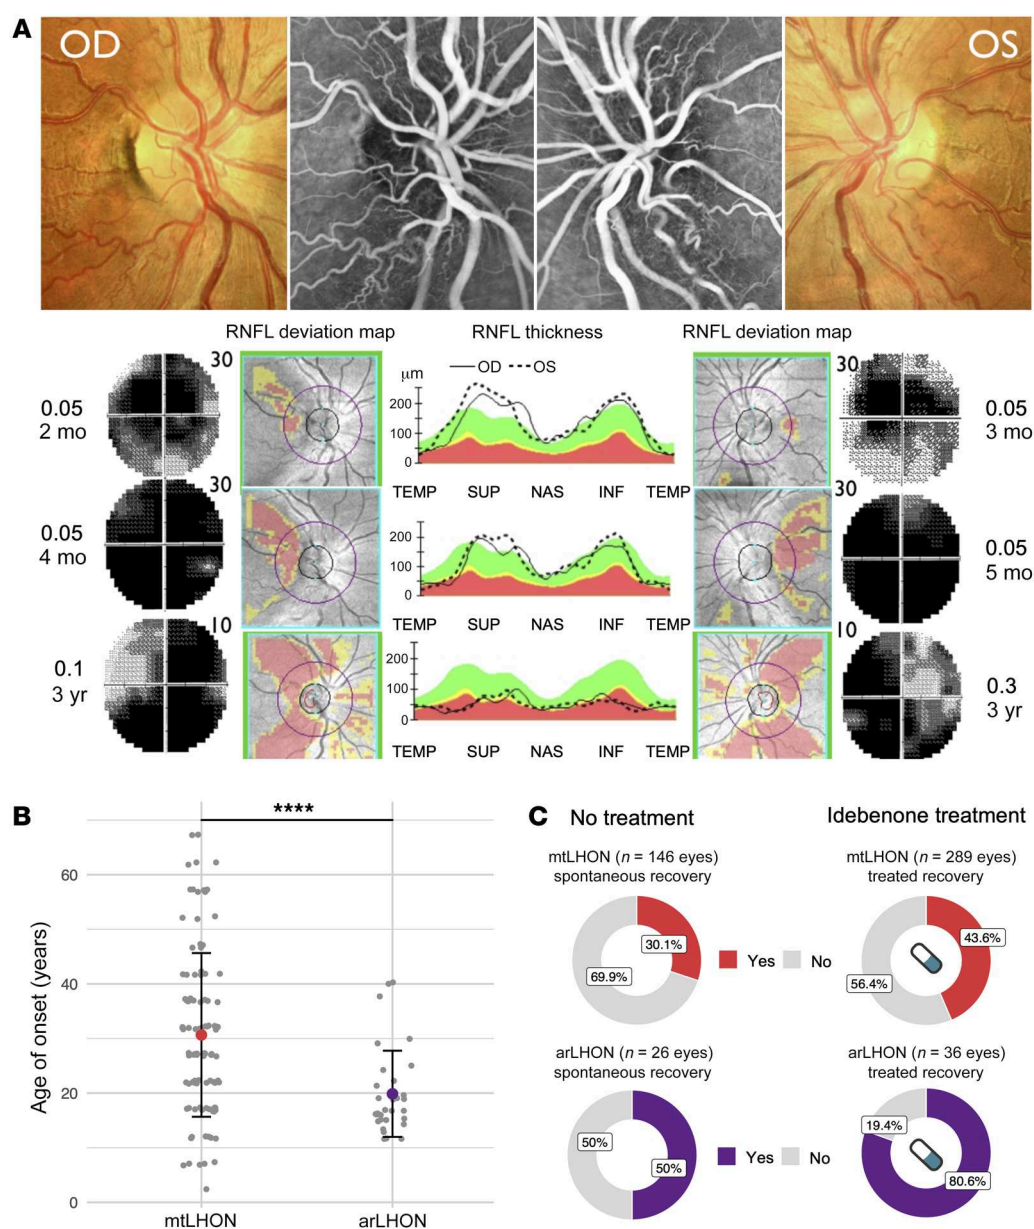 A
OD
OS
RNFL deviation map
RNFL thickness
RNFL deviation map
0.05
2 mo
30
µm
OD
OS
200
100
0
TEMP SUP NAS INF TEMP
30
0.05
3 mo
0.05
4 mo
30
200
100
0
TEMP SUP NAS INF TEMP
30
0.05
5 mo
0.1
3 yr
10
200
100
0
TEMP SUP NAS INF TEMP
10
0.3
3 yr
B
****
Age of onset (years)
60
40
20
0
mtLHON
arLHON
C
No treatment
Idebenone treatment
mtLHON (n = 146 eyes)
spontaneous recovery
30.1%
69.9%
Yes No
mtLHON (n = 289 eyes)
treated recovery
43.6%
56.4%
arLHON (n = 26 eyes)
spontaneous recovery
50%
50%
Yes No
arLHON (n = 36 eyes)
treated recovery
19.4%
80.6%